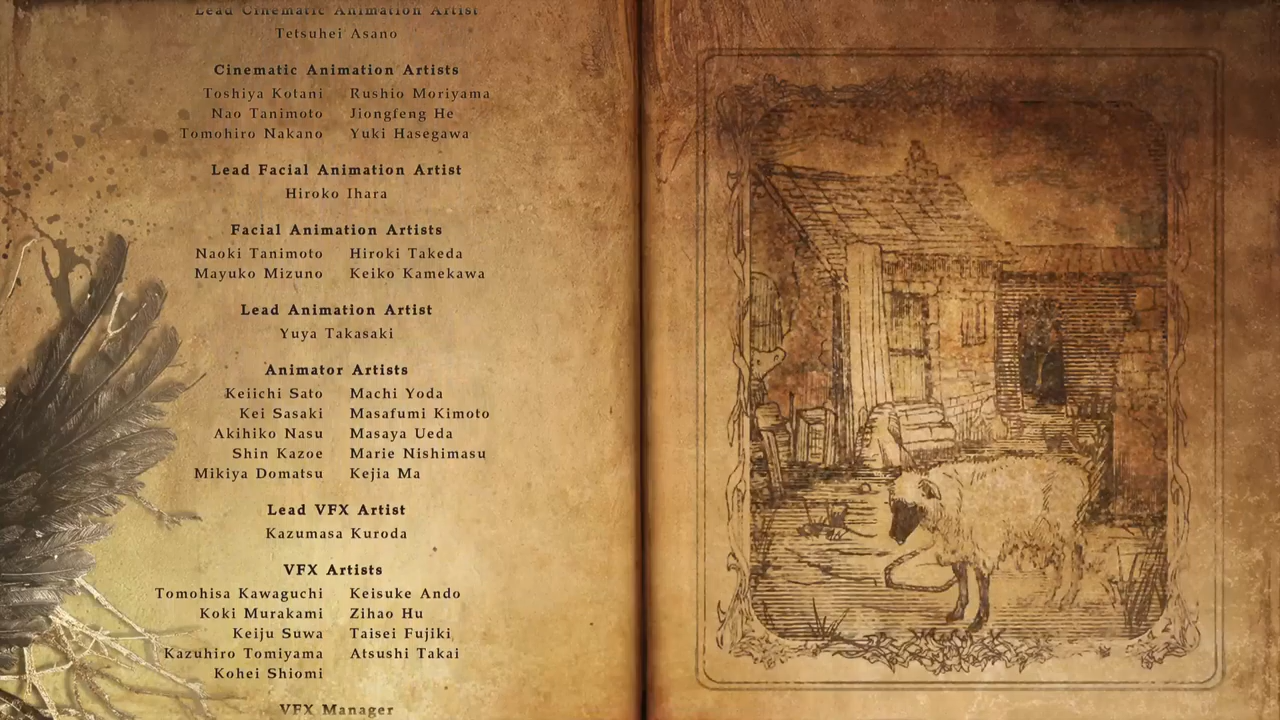 Lead Cinematic Animation Artist
Tetsuhei Asano
Cinematic Animation Artists
Toshiya Kotani Rushio Moriyama
Nao Tanimoto Jiongfeng He
Tomohiro Nakano Yuki Hasegawa
Lead Facial Animation Artist
Hiroko Ihara
Facial Animation Artists
Naoki Tanimoto Hiroki Takeda
Mayuko Mizuno Keiko Kamekawa
Lead Animation Artist
Yuya Takasaki
Animator Artists
Keiichi Sato Machi Yoda
Kei Sasaki Masafumi Kimoto
Akihiko Nasu Masaya Ueda
Shin Kazoe Marie Nishimasu
Mikiya Domatsu Kejia Ma
Lead VFX Artist
Kazumasa Kuroda
VFX Artists
Tomohisa Kawaguchi Keisuke Ando
Koki Murakami Zihao Hu
Keiju Suwa Taisei Fujiki
Kazuhiro Tomiyama Atsushi Takai
Kohei Shiomi
VFX Manager